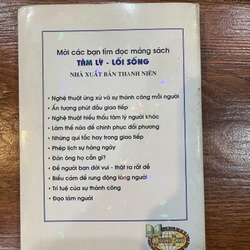 Mời các bạn tìm đọc mảng sách
TÂM LÝ - LỐI SỐNG
NHÀ XUẤT BẢN THANH NIÊN
• Nghệ thuật ứng xử và sự thành công mỗi người
• Ấn tượng phút đầu giao tiếp
• Nghệ thuật hiểu thấu tâm lý người khác
• Làm thế nào để chinh phục đối phương
• Những qui tắc hay trong giao tiếp
• Phép lịch sự hàng ngày
• Đàn ông họ cần gì?
• Để người bạn đời vui - thật ra rất dễ
• Biểu cảm để rung động lòng người
• Trí tuệ của sự thành công
• Đạo làm người